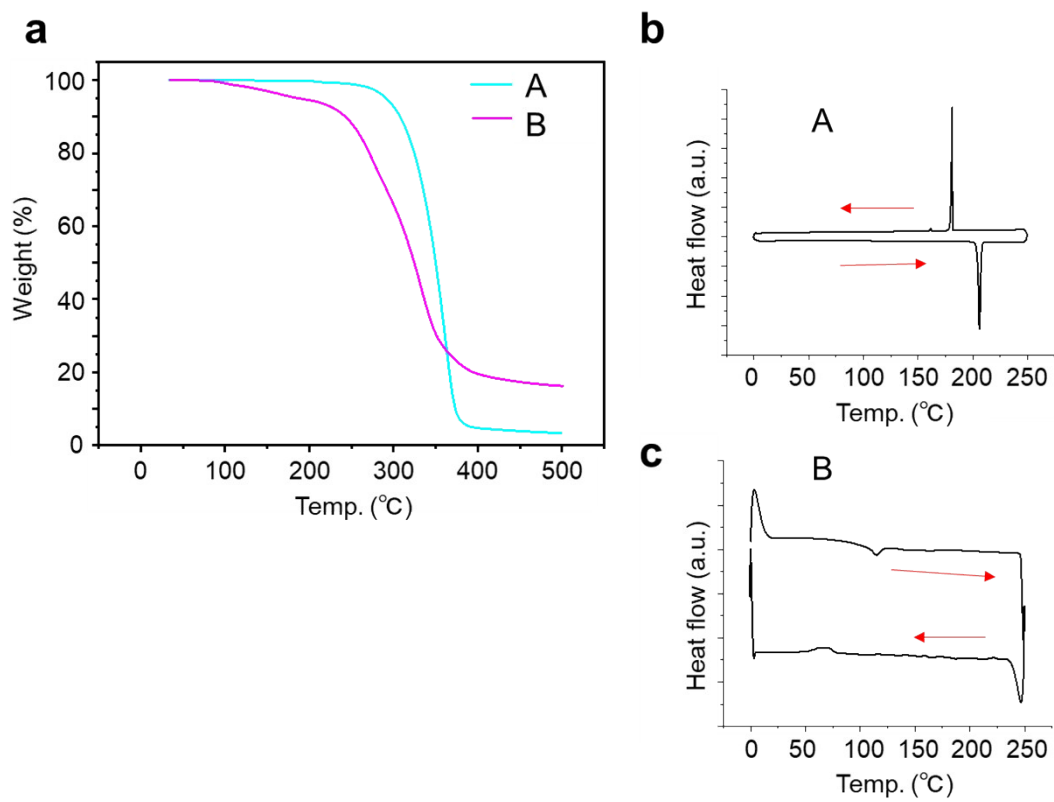 a
100
80
60
40
20
0
Weight (%)
A
B
0 100 200 300 400 500
Temp. (℃)
b
A
Heat flow (a.u.)
0 50 100 150 200 250
Temp. (℃)
c
B
Heat flow (a.u.)
0 50 100 150 200 250
Temp. (℃)